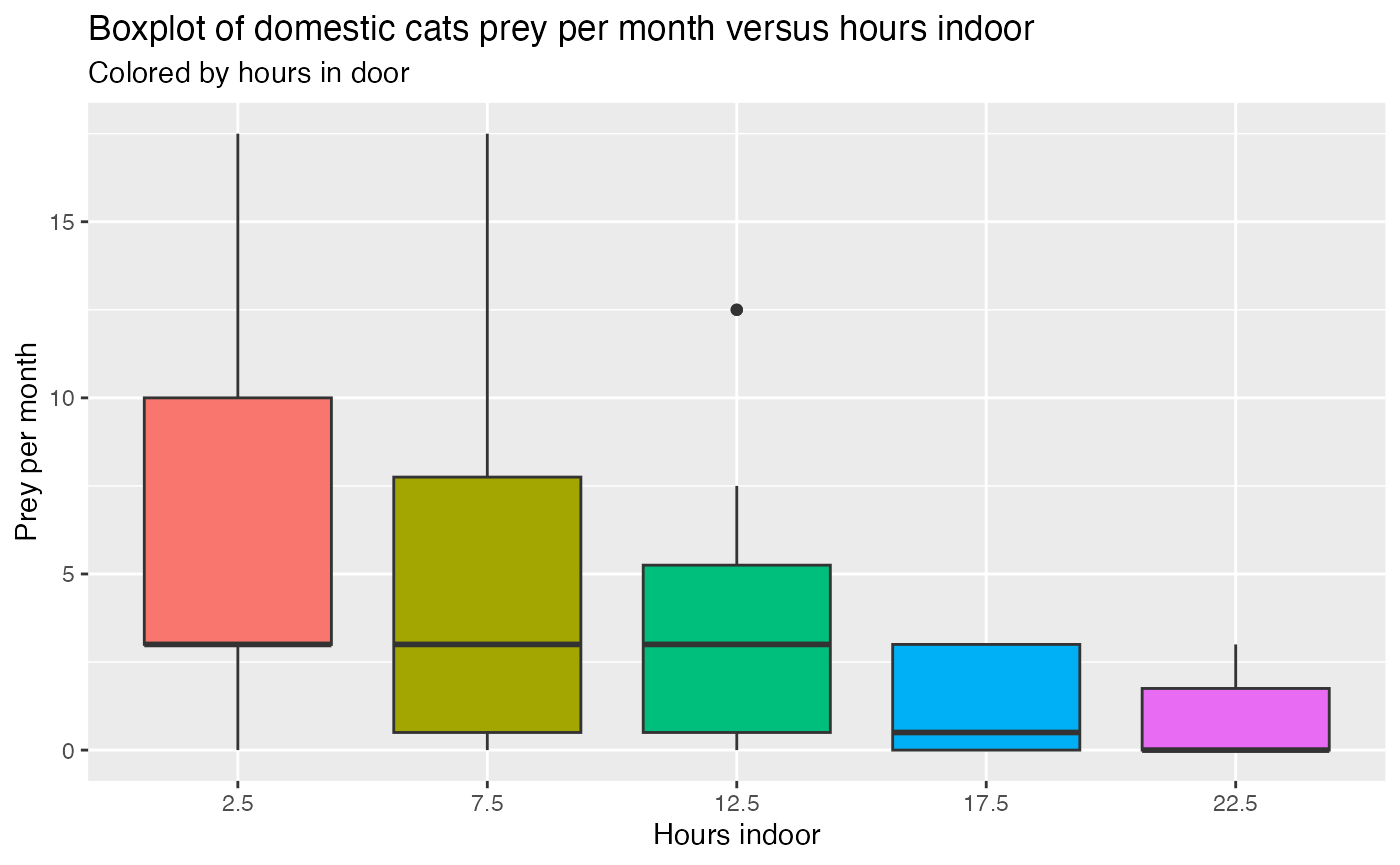 Boxplot of domestic cats prey per month versus hours indoor
Colored by hours in door
Prey per month
15
10
5
0
2.5 7.5 12.5 17.5 22.5
Hours indoor